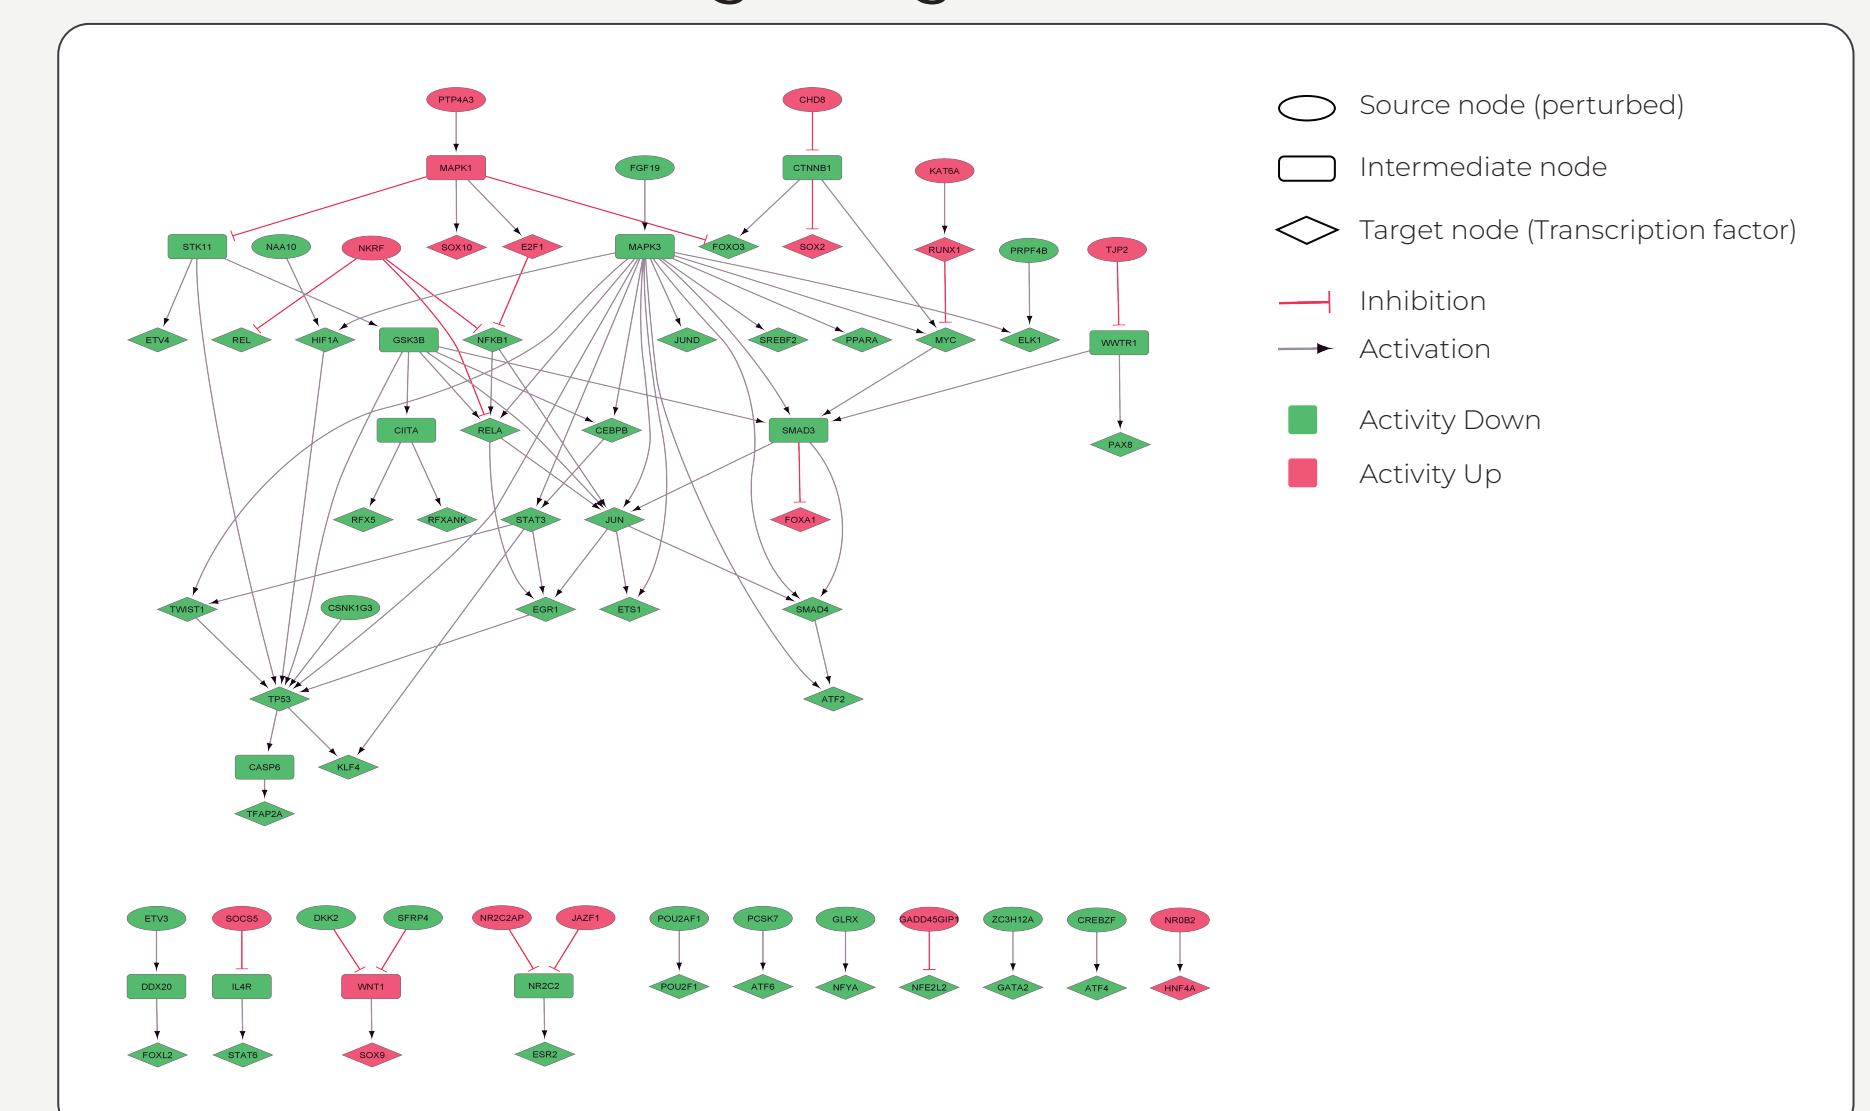 PTP4A3
CHD8
Source node (perturbed)
MAPK1
FGF19
CTNNB1
KAT6A
Intermediate node
STK11
NAA10
NKRF
SOX10
E2F1
MAPK3
FOXO3
SOX2
RUNX1
PRPF4B
TJP2
Target node (Transcription factor)
Inhibition
ETV4
REL
HIF1A
GSK3B
NFKB1
JUND
SREBF2
PPARA
MYC
ELK1
WWTR1
Activation
CIITA
RELA
CEBPB
SMAD3
PAX8
Activity Down
Activity Up
RFX5
RFXANK
STAT3
JUN
FOXA1
TWIST1
CSNK1G3
EGR1
ETS1
SMAD4
TP53
ATF2
CASP6
KLF4
TFAP2A
ETV3
SOCS5
DKK2
SFRP4
NR2C2AP
JAZF1
POU2AF1
PCSK7
GLRX
GADD45GIP1
ZC3H12A
CREBZF
NR0B2
DDX20
IL4R
WNT1
NR2C2
POU2F1
ATF6
NFYA
NFE2L2
GATA2
ATF4
HNF4A
FOXL2
STAT6
SOX9
ESR2